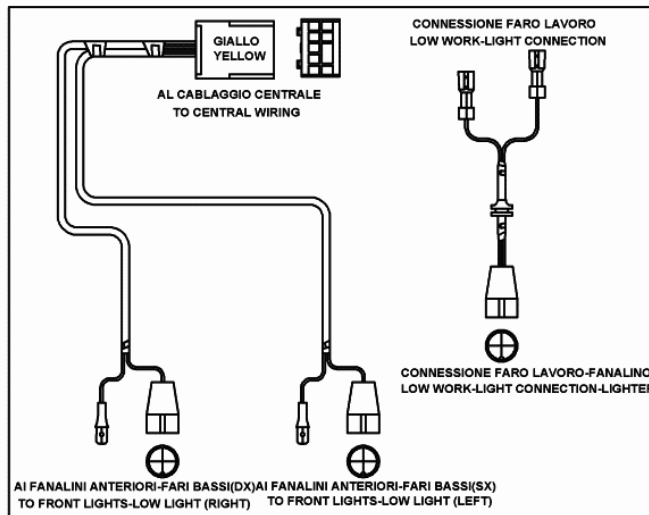 GIALLO
YELLOW
AL CABLAGGIO CENTRALE
TO CENTRAL WIRING
CONNESSIONE FARO LAVORO
LOW WORK-LIGHT CONNECTION
CONNESSIONE FARO LAVORO-FANALINO
LOW WORK-LIGHT CONNECTION-LIGHTER
AI FANALINI ANTERIORI-FARI BASSI(DX)
TO FRONT LIGHTS-LOW LIGHT (RIGHT)
AI FANALINI ANTERIORI-FARI BASSI(SX)
TO FRONT LIGHTS-LOW LIGHT (LEFT)